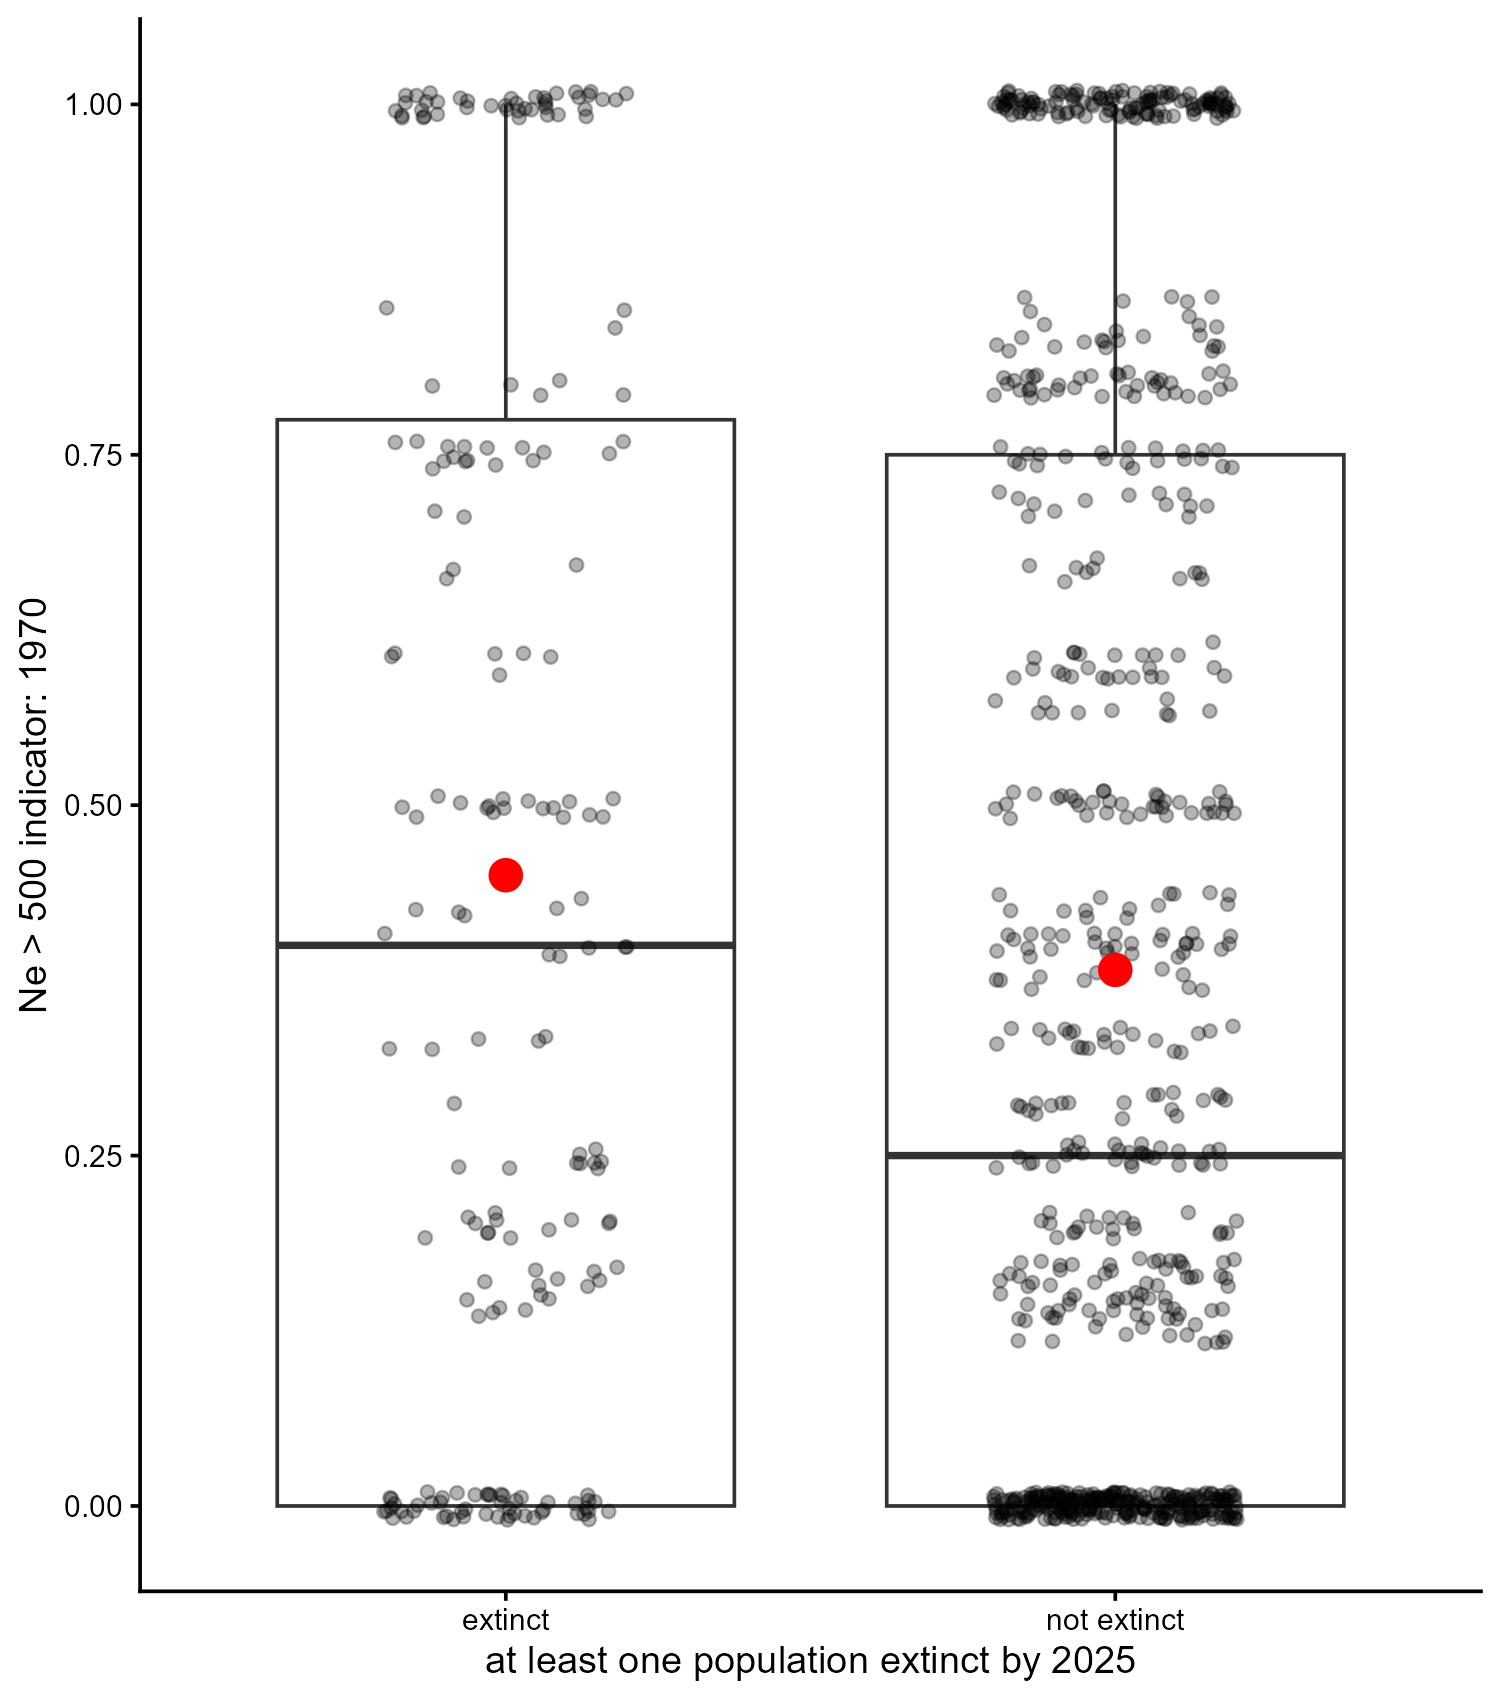 Ne > 500 indicator: 1970
1.00
0.75
0.50
0.25
0.00
extinct
not extinct
at least one population extinct by 2025